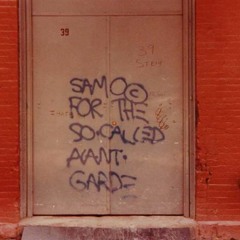 39
SAMO©
FOR THE
SO-CALLED
AVANT-
GARDE